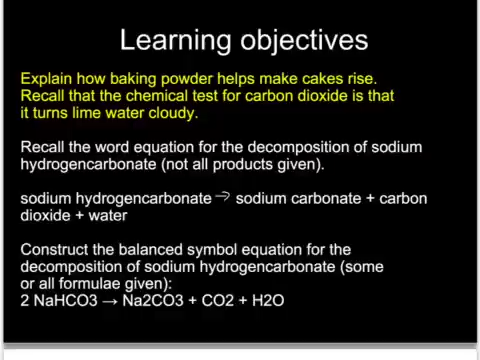 Learning objectives
Explain how baking powder helps make cakes rise.
Recall that the chemical test for carbon dioxide is that
it turns lime water cloudy.
Recall the word equation for the decomposition of sodium
hydrogencarbonate (not all products given).
sodium hydrogencarbonate → sodium carbonate + carbon
dioxide + water
Construct the balanced symbol equation for the
decomposition of sodium hydrogencarbonate (some
or all formulae given):
2 NaHCO3 → Na2CO3 + CO2 + H2O